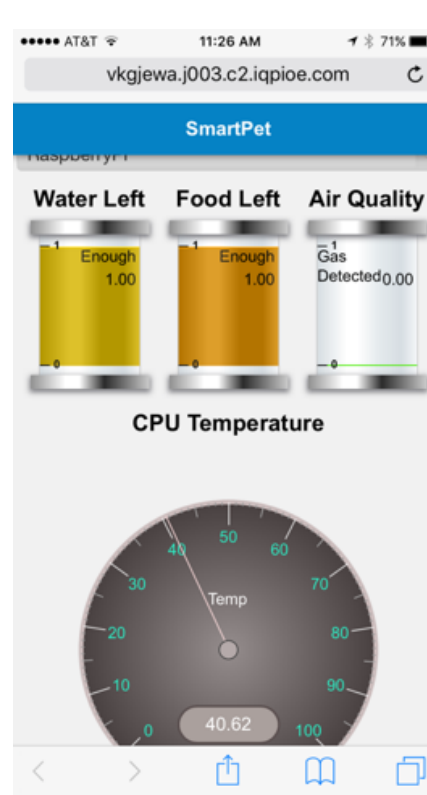 AT&T 11:26 AM 71%
vkgjewa.j003.c2.iqpioe.com
SmartPet
RaspberryPi
Water Left Food Left Air Quality
1 Enough 1.00 0
1 Enough 1.00 0
1 Gas Detected 0.00 0
CPU Temperature
0 10 20 30 40 50 60 70 80 90 100
Temp
40.62